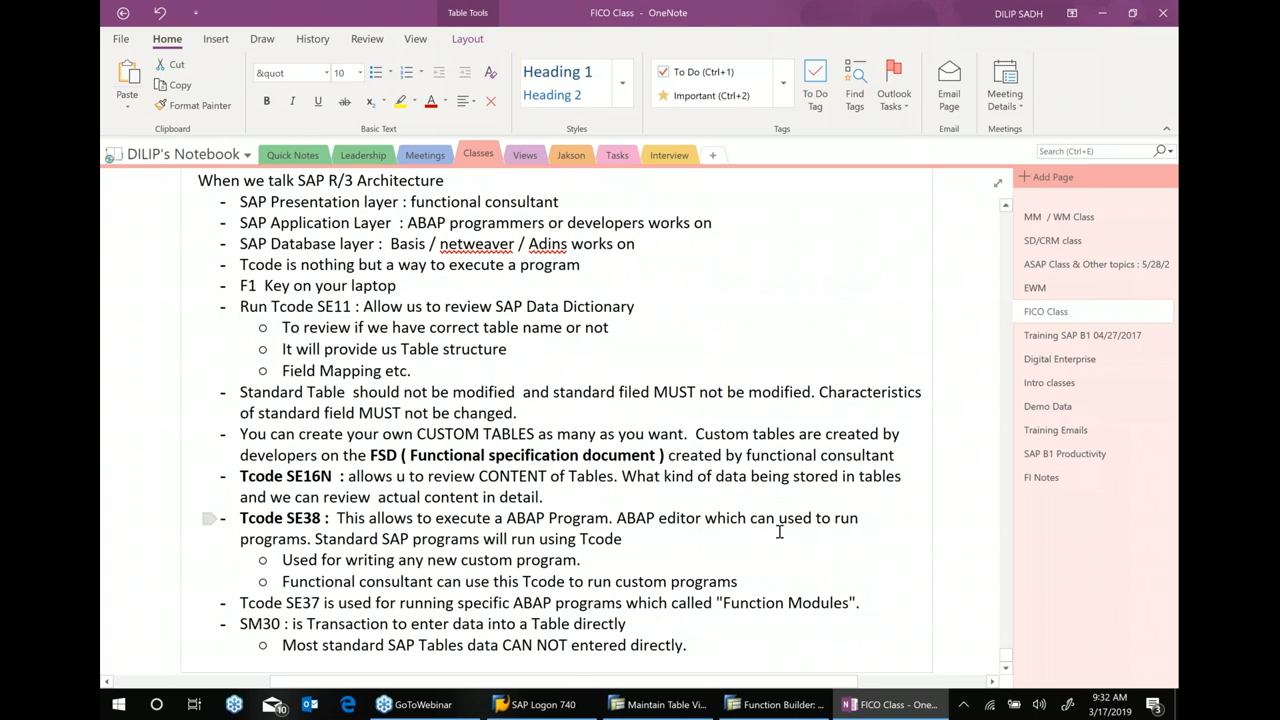 Table Tools
FICO Class - OneNote
DILIP SADH
File
Home
Insert
Draw
History
Review
View
Layout
Paste
Cut
Copy
Format Painter
Clipboard
&quot
10
B I U ab x₂ A
Basic Text
Heading 1
Heading 2
Styles
To Do (Ctrl+1)
Important (Ctrl+2)
To Do
Tag
Find
Tags
Outlook
Tasks
Tags
Email
Page
Email
Meeting
Details
Meetings
DILIP's Notebook
Quick Notes
Leadership
Meetings
Classes
Views
Jakson
Tasks
Interview
Search (Ctrl+E)
When we talk SAP R/3 Architecture
- SAP Presentation layer : functional consultant
- SAP Application Layer : ABAP programmers or developers works on
- SAP Database layer : Basis / netweaver / Adins works on
- Tcode is nothing but a way to execute a program
- F1 Key on your laptop
- Run Tcode SE11 : Allow us to review SAP Data Dictionary
o To review if we have correct table name or not
o It will provide us Table structure
o Field Mapping etc.
- Standard Table should not be modified and standard filed MUST not be modified. Characteristics
of standard field MUST not be changed.
- You can create your own CUSTOM TABLES as many as you want. Custom tables are created by
developers on the FSD ( Functional specification document ) created by functional consultant
- Tcode SE16N : allows u to review CONTENT of Tables. What kind of data being stored in tables
and we can review actual content in detail.
- Tcode SE38 : This allows to execute a ABAP Program. ABAP editor which can used to run
programs. Standard SAP programs will run using Tcode
o Used for writing any new custom program.
o Functional consultant can use this Tcode to run custom programs
- Tcode SE37 is used for running specific ABAP programs which called "Function Modules".
- SM30 : is Transaction to enter data into a Table directly
o Most standard SAP Tables data CAN NOT entered directly.
Add Page
MM / WM Class
SD/CRM class
ASAP Class & Other topics : 5/28/2
EWM
FICO Class
Training SAP B1 04/27/2017
Digital Enterprise
Intro classes
Demo Data
Training Emails
SAP B1 Productivity
FI Notes
10
GoToWebinar
SAP Logon 740
Maintain Table Vi...
Function Builder: ...
FICO Class - One...
9:32 AM
3/17/2019
3